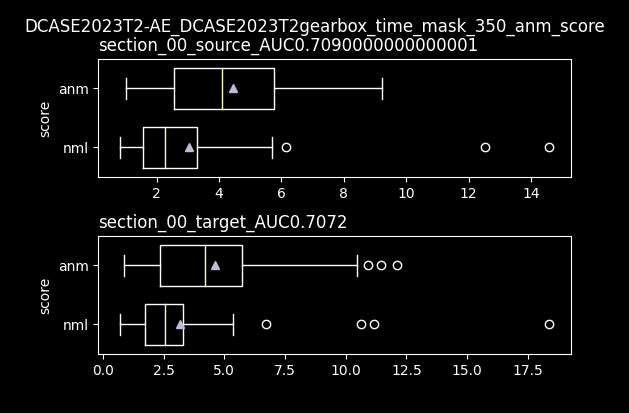 DCASE2023T2-AE_DCASE2023T2gearbox_time_mask_350_anm_score
section_00_source_AUC0.7090000000000001
score
anm
nml
2 4 6 8 10 12 14
section_00_target_AUC0.7072
score
anm
nml
0.0 2.5 5.0 7.5 10.0 12.5 15.0 17.5